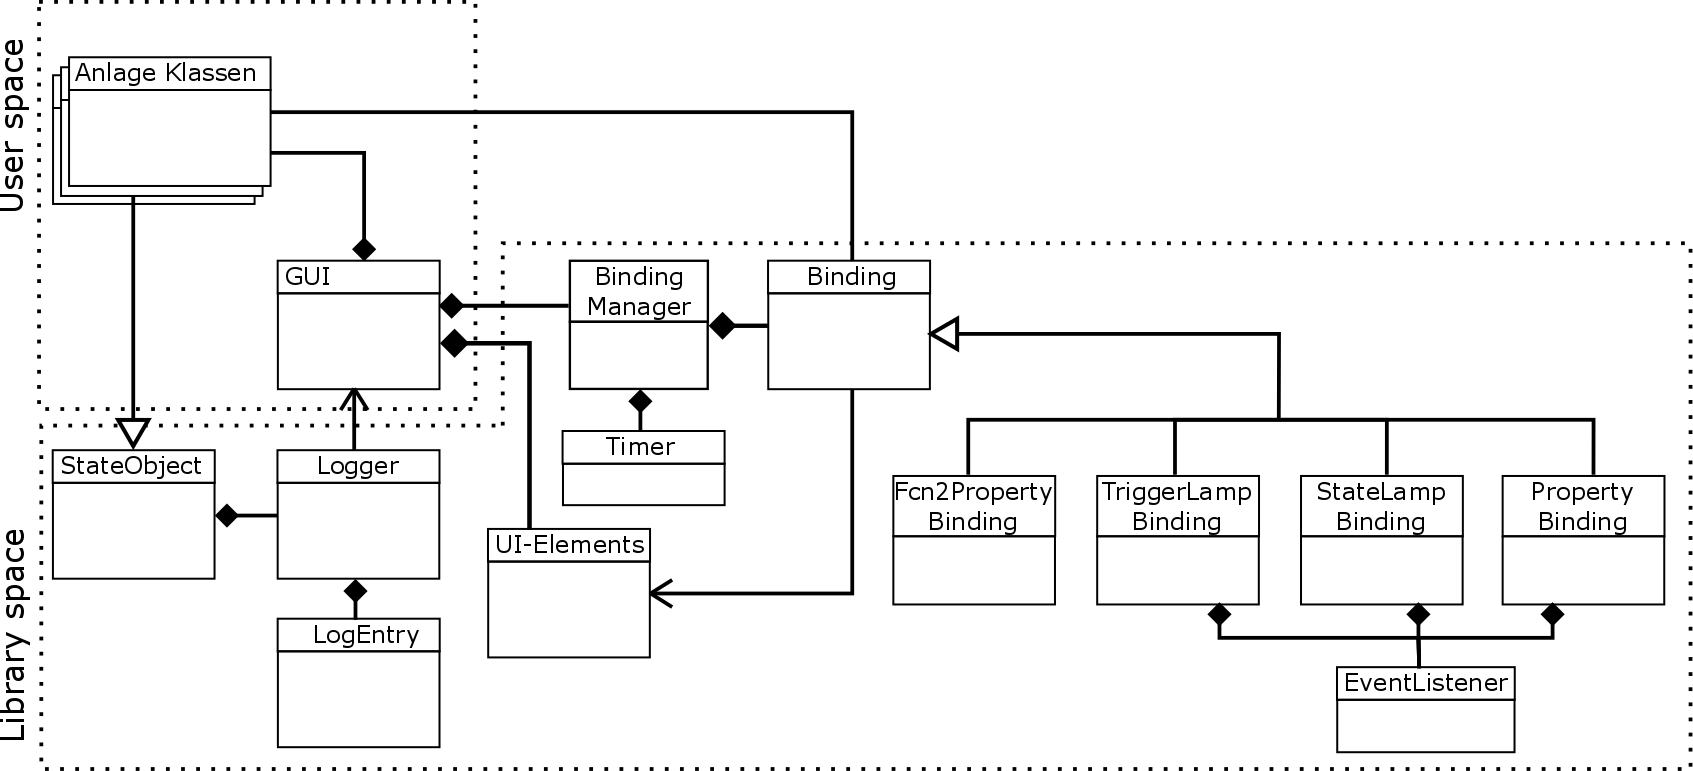 User space
Anlage Klassen
GUI
Binding
Manager
Binding
Timer
StateObject
Logger
LogEntry
UI-Elements
Fcn2Property
Binding
TriggerLamp
Binding
StateLamp
Binding
Property
Binding
EventListener
Library space